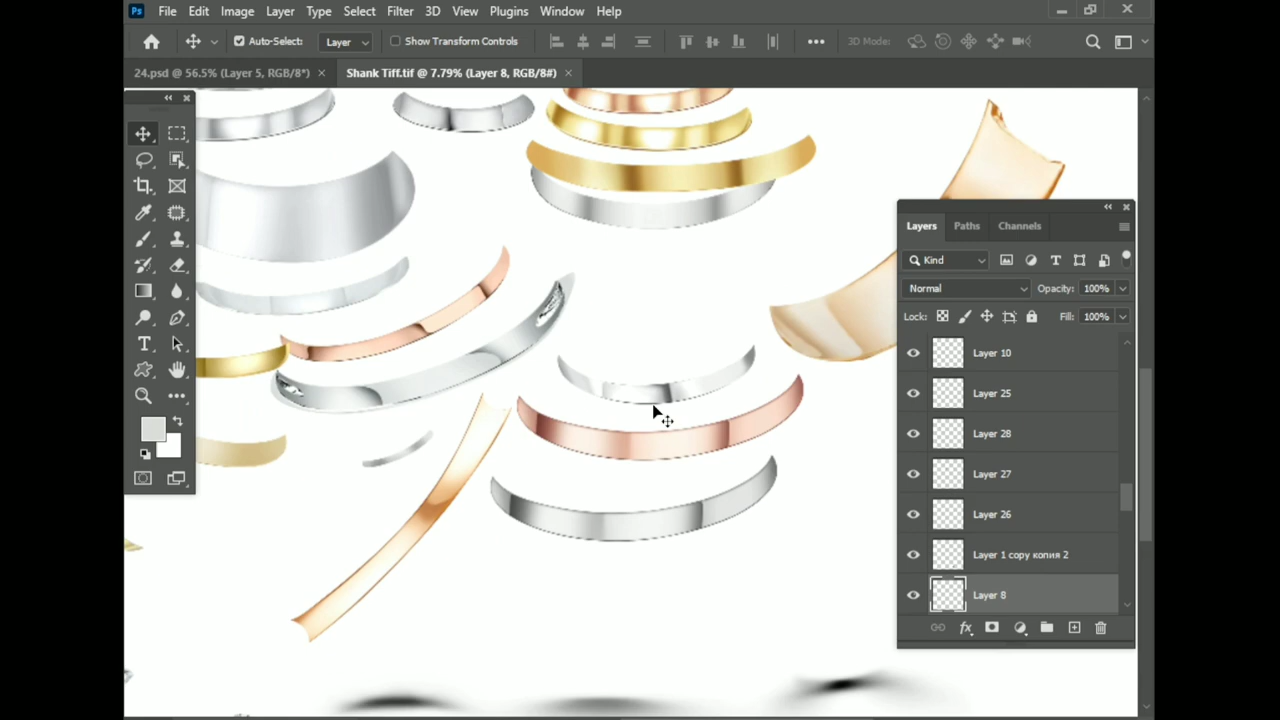 Ps File Edit Image Layer Type Select Filter 3D View Plugins Window Help
Auto-Select: Layer Show Transform Controls 3D Mode:
24.psd @ 56.5% (Layer 5, RGB/8*) Shank Tiff.tif @ 7.79% (Layer 8, RGB/8#)
Layers Paths Channels
Kind
Normal Opacity: 100%
Lock: Fill: 100%
Layer 10
Layer 25
Layer 28
Layer 27
Layer 26
Layer 1 copy копия 2
Layer 8
fx